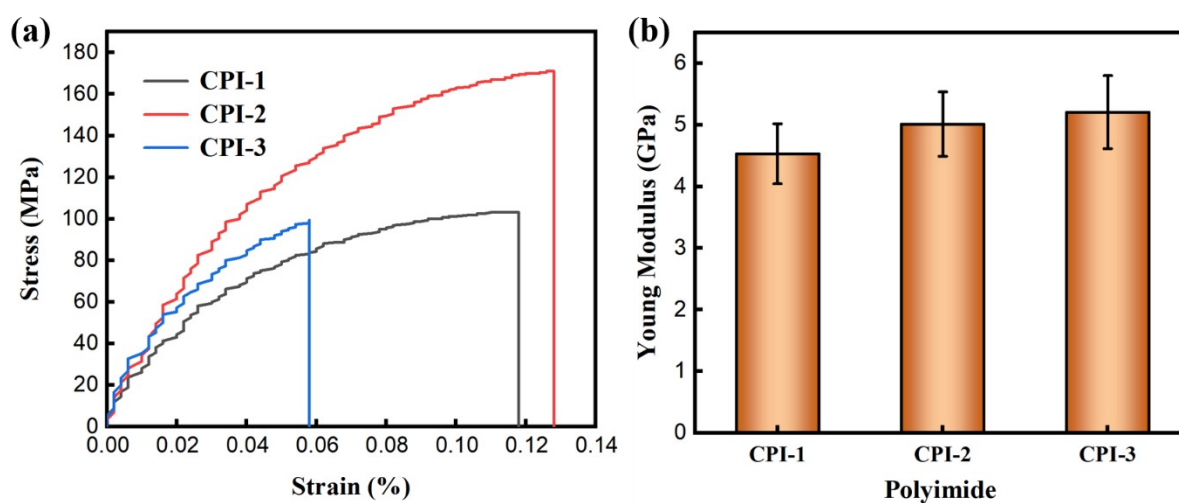 (a)
180
160
140
120
100
80
60
40
20
0
Stress (MPa)
CPI-1
CPI-2
CPI-3
0.00 0.02 0.04 0.06 0.08 0.10 0.12 0.14
Strain (%)
(b)
6
5
4
3
2
1
0
Young Modulus (GPa)
CPI-1 CPI-2 CPI-3
Polyimide